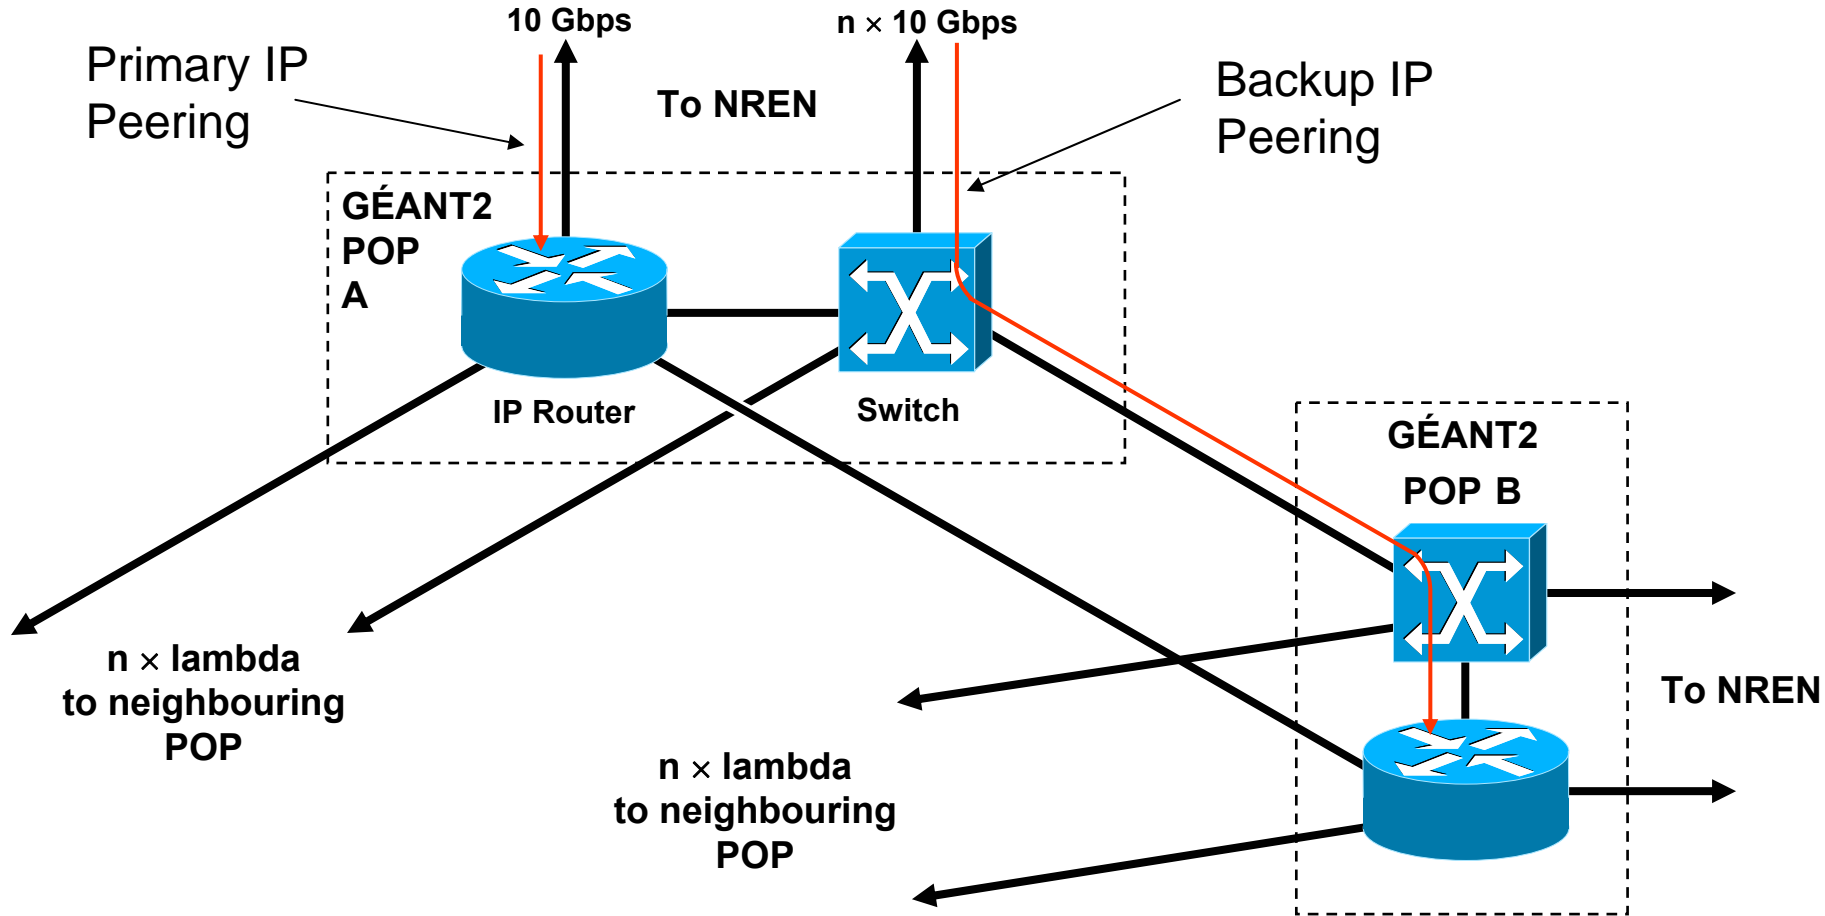 10 Gbps
n × 10 Gbps
Primary IP
Peering
To NREN
Backup IP
Peering
GÉANT2
POP
A
IP Router
Switch
GÉANT2
POP B
n × lambda
to neighbouring
POP
To NREN
n × lambda
to neighbouring
POP